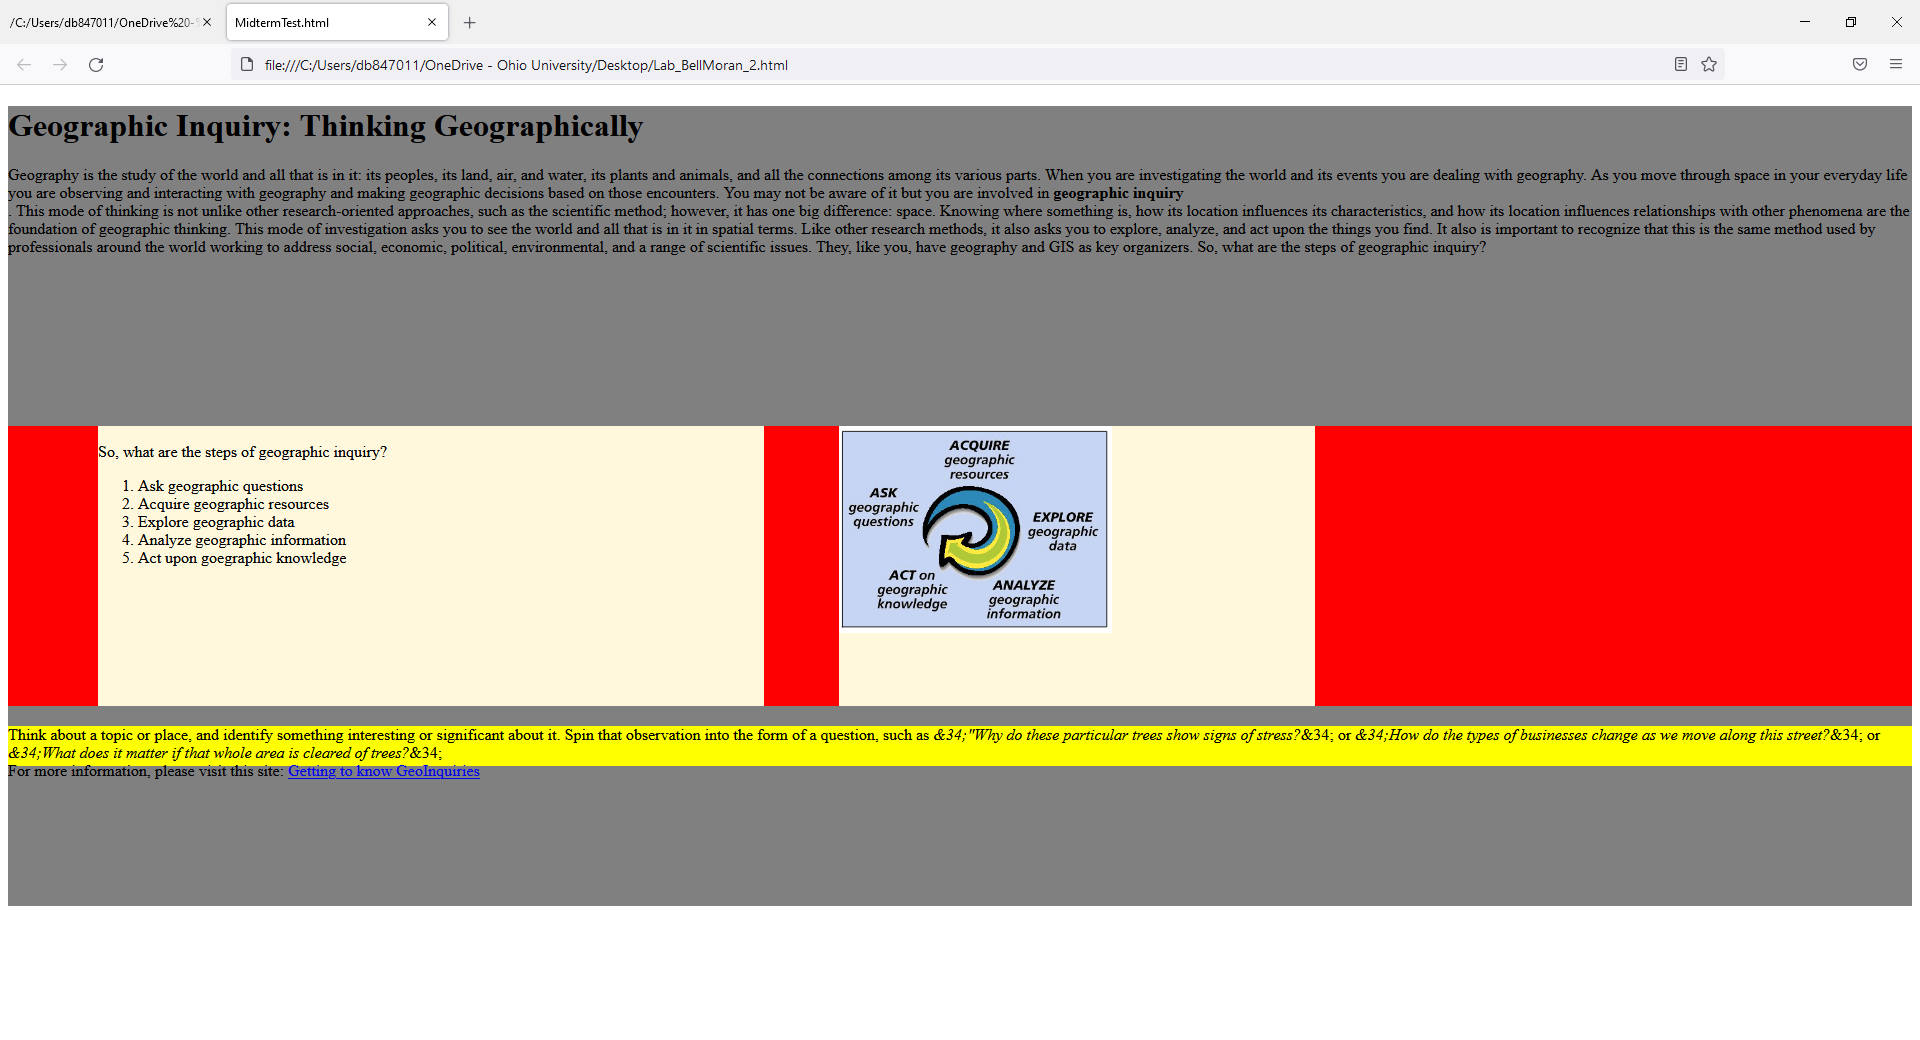 /C:/Users/db847011/OneDrive%20-
MidtermTest.html
file:///C:/Users/db847011/OneDrive - Ohio University/Desktop/Lab_BellMoran_2.html
Geographic Inquiry: Thinking Geographically
Geography is the study of the world and all that is in it: its peoples, its land, air, and water, its plants and animals, and all the connections among its various parts. When you are investigating the world and its events you are dealing with geography. As you move through space in your everyday life
you are observing and interacting with geography and making geographic decisions based on those encounters. You may not be aware of it but you are involved in geographic inquiry
. This mode of thinking is not unlike other research-oriented approaches, such as the scientific method; however, it has one big difference: space. Knowing where something is, how its location influences its characteristics, and how its location influences relationships with other phenomena are the
foundation of geographic thinking. This mode of investigation asks you to see the world and all that is in it in spatial terms. Like other research methods, it also asks you to explore, analyze, and act upon the things you find. It also is important to recognize that this is the same method used by
professionals around the world working to address social, economic, political, environmental, and a range of scientific issues. They, like you, have geography and GIS as key organizers. So, what are the steps of geographic inquiry?
So, what are the steps of geographic inquiry?
1. Ask geographic questions
2. Acquire geographic resources
3. Explore geographic data
4. Analyze geographic information
5. Act upon goegraphic knowledge
ACQUIRE
geographic
resources
ASK
geographic
questions
EXPLORE
geographic
data
ACT on
geographic
knowledge
ANALYZE
geographic
information
Think about a topic or place, and identify something interesting or significant about it. Spin that observation into the form of a question, such as &34;"Why do these particular trees show signs of stress?&34; or &34;How do the types of businesses change as we move along this street?&34; or
&34;What does it matter if that whole area is cleared of trees?&34;
For more information, please visit this site: Getting to know GeoInquiries